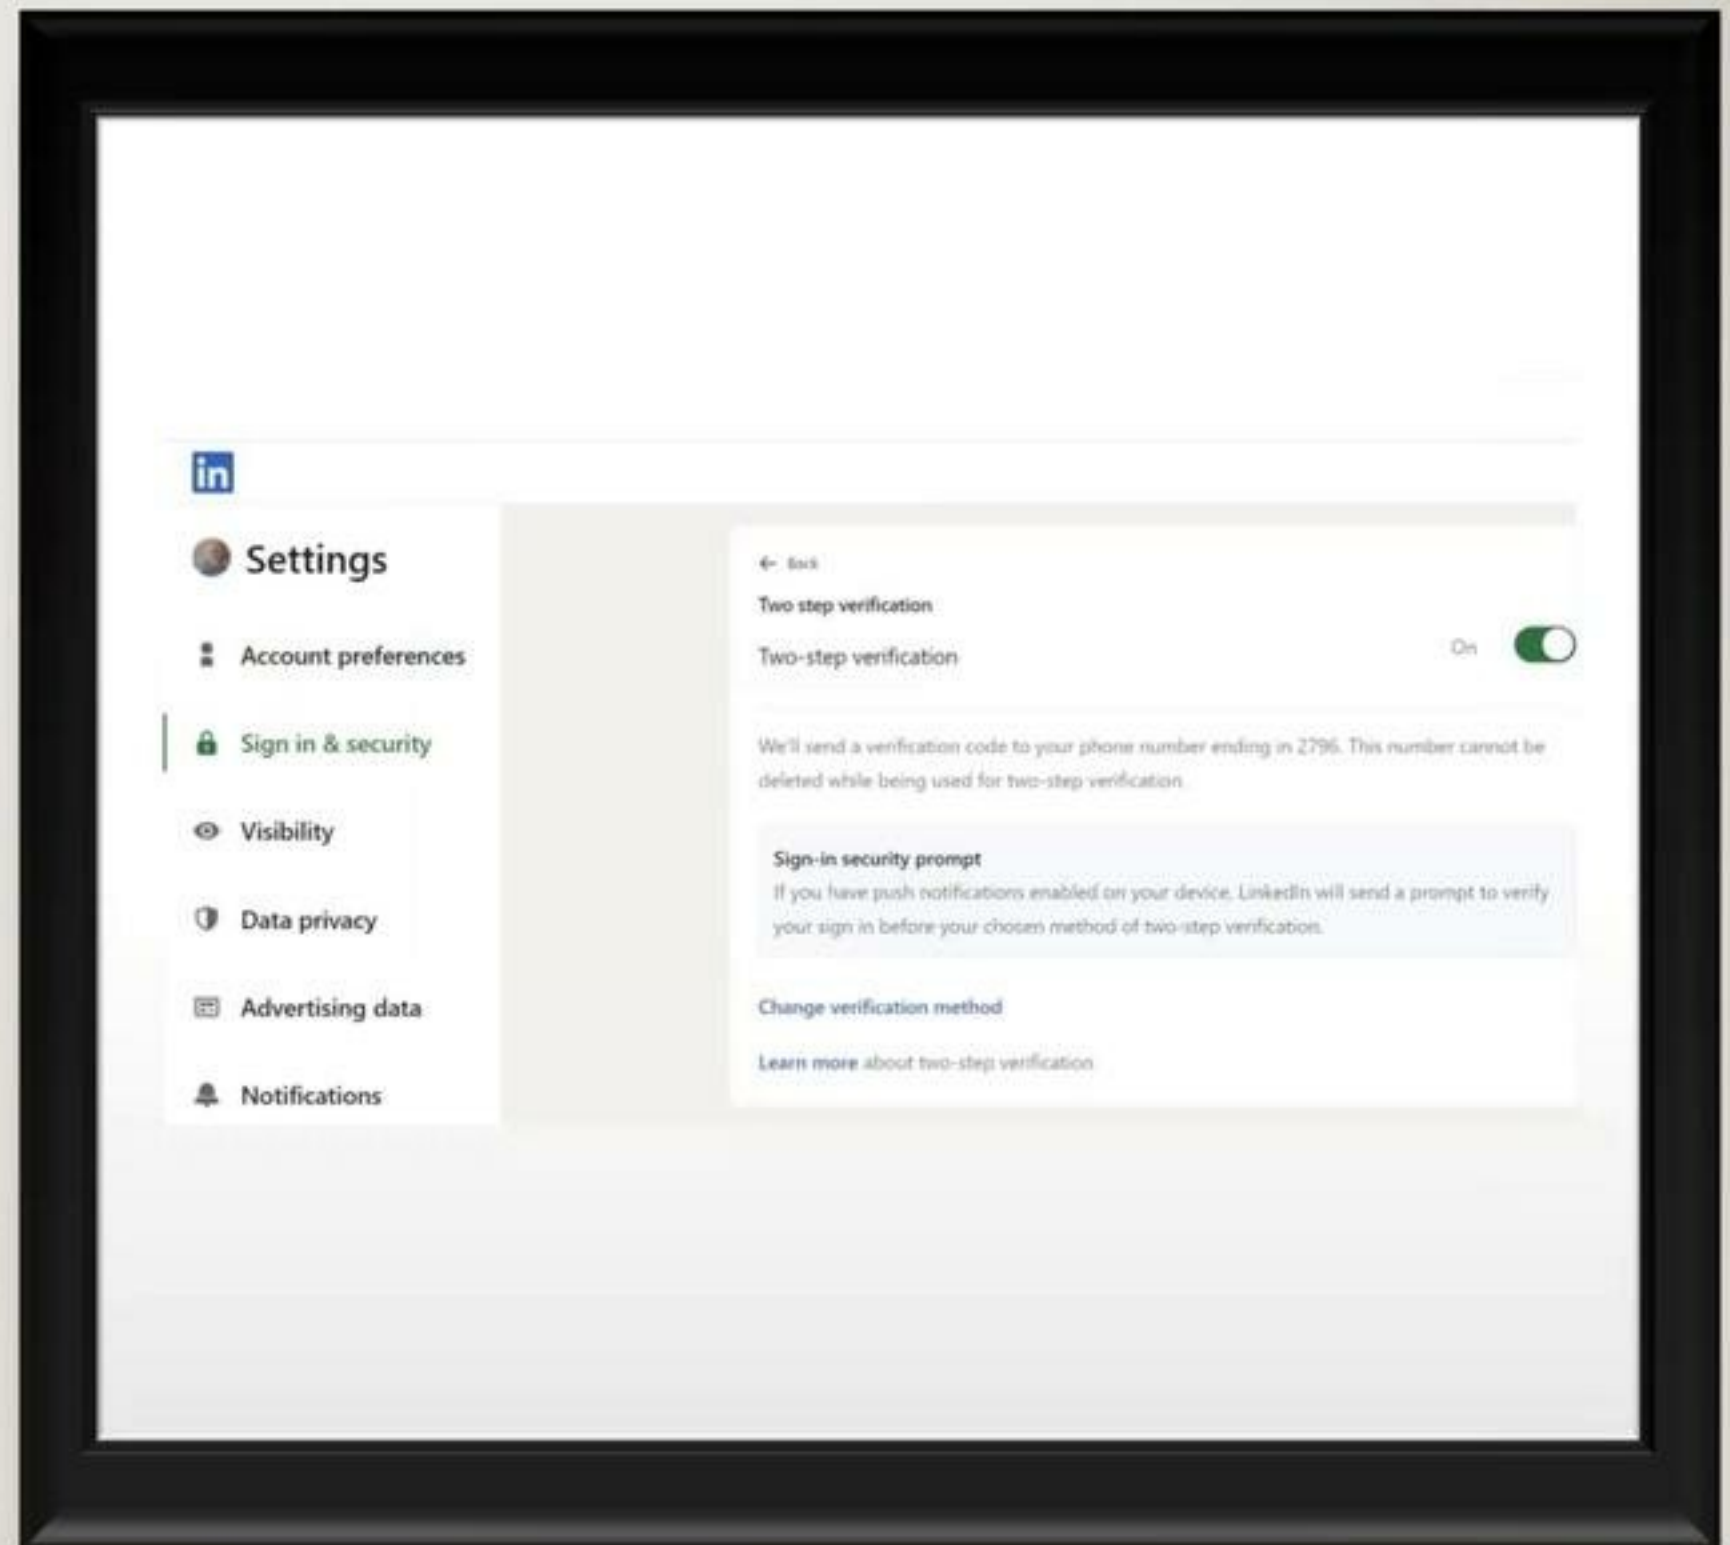 in
Settings
Account preferences
Sign in & security
Visibility
Data privacy
Advertising data
Notifications
Back
Two step verification
Two-step verification
On
We'll send a verification code to your phone number ending in 2796. This number cannot be
deleted while being used for two-step verification.
Sign-in security prompt
If you have push notifications enabled on your device, LinkedIn will send a prompt to verify
your sign in before your chosen method of two-step verification.
Change verification method
Learn more about two-step verification